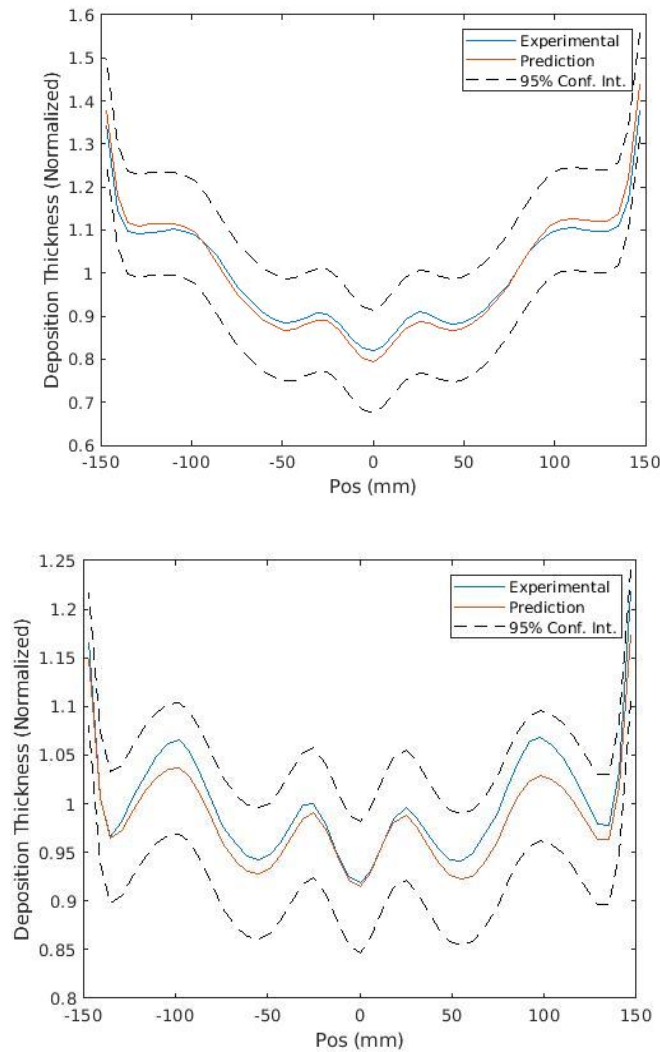 1.6
1.5
1.4
1.3
1.2
1.1
1
0.9
0.8
0.7
0.6
Deposition Thickness (Normalized)
Experimental
Prediction
95% Conf. Int.
-150 -100 -50 0 50 100 150
Pos (mm)
1.25
1.2
1.15
1.1
1.05
1
0.95
0.9
0.85
0.8
Deposition Thickness (Normalized)
Experimental
Prediction
95% Conf. Int.
-150 -100 -50 0 50 100 150
Pos (mm)